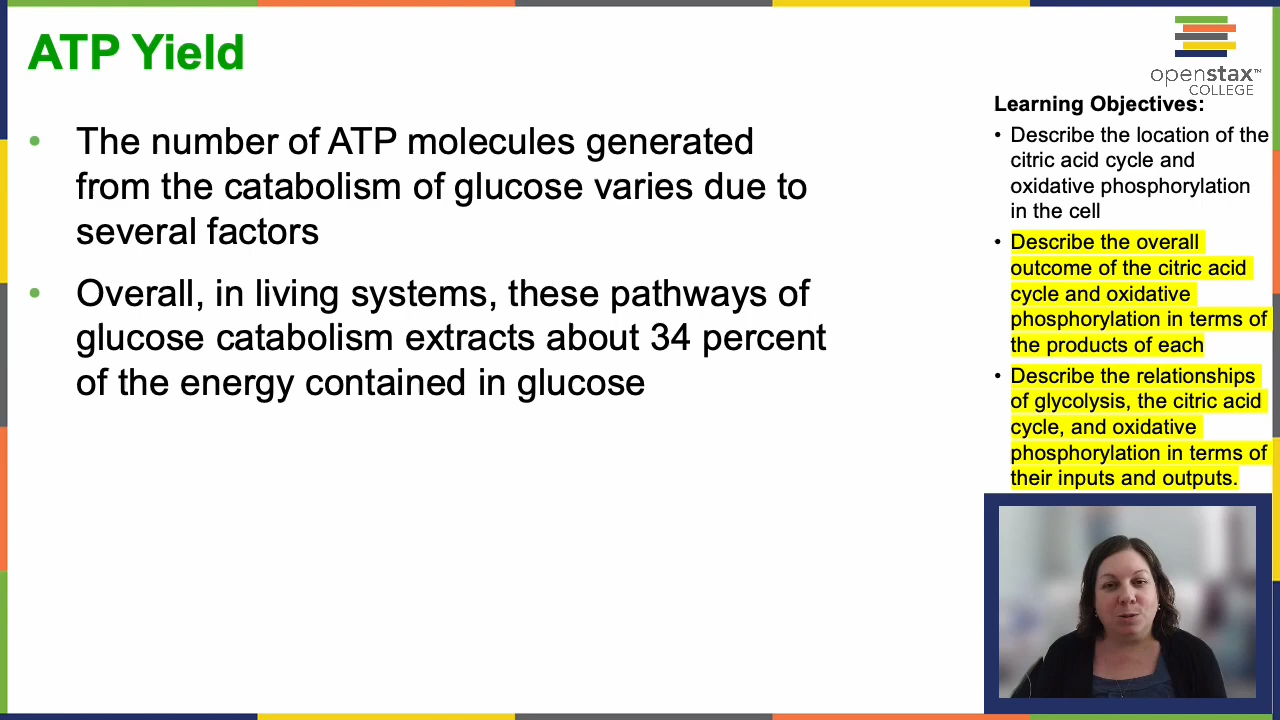 ATP Yield
• The number of ATP molecules generated
from the catabolism of glucose varies due to
several factors
• Overall, in living systems, these pathways of
glucose catabolism extracts about 34 percent
of the energy contained in glucose
openstax™
COLLEGE
Learning Objectives:
• Describe the location of the
citric acid cycle and
oxidative phosphorylation
in the cell
• Describe the overall
outcome of the citric acid
cycle and oxidative
phosphorylation in terms of
the products of each
• Describe the relationships
of glycolysis, the citric acid
cycle, and oxidative
phosphorylation in terms of
their inputs and outputs.